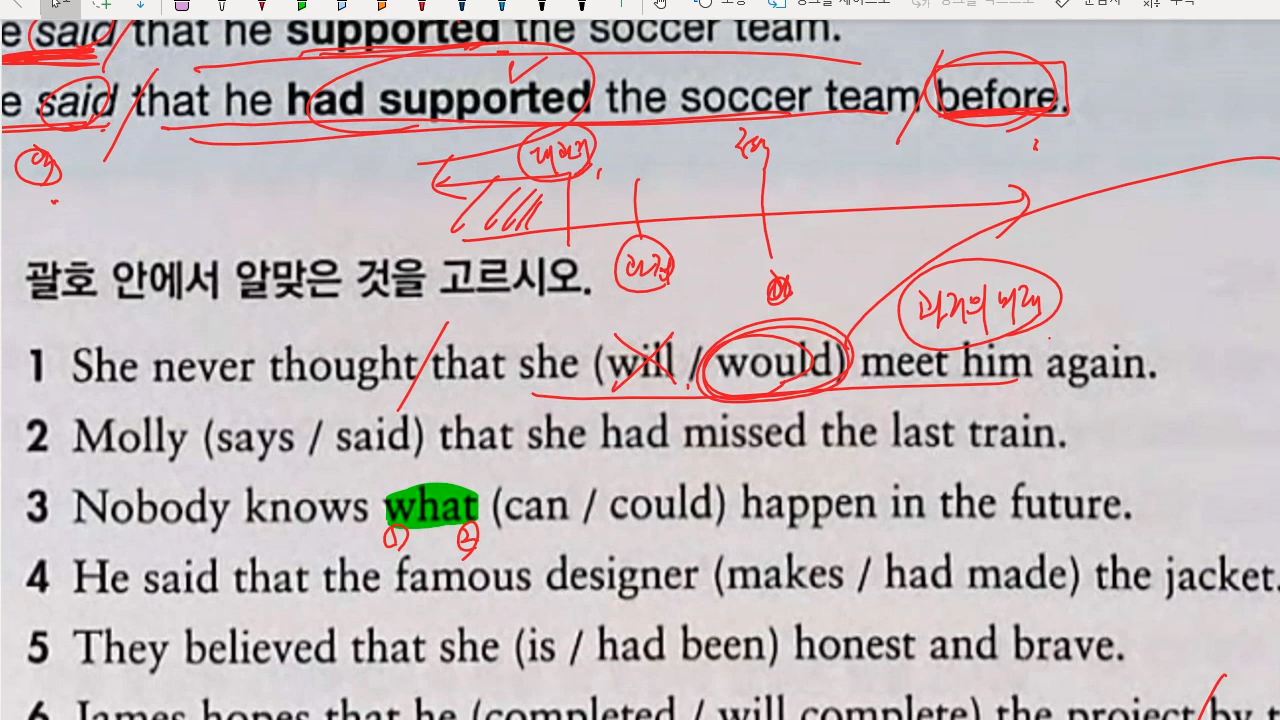 e said that he supported the soccer team.
e said that he had supported the soccer team before.
대과거
과거
괄호 안에서 알맞은 것을 고르시오.
과거의 미래
1 She never thought that she (will / would) meet him again.
2 Molly (says / said) that she had missed the last train.
3 Nobody knows what (can / could) happen in the future.
① ②
4 He said that the famous designer (makes / had made) the jacket.
5 They believed that she (is / had been) honest and brave.
6 James hopes that he (completed / will complete) the project by t